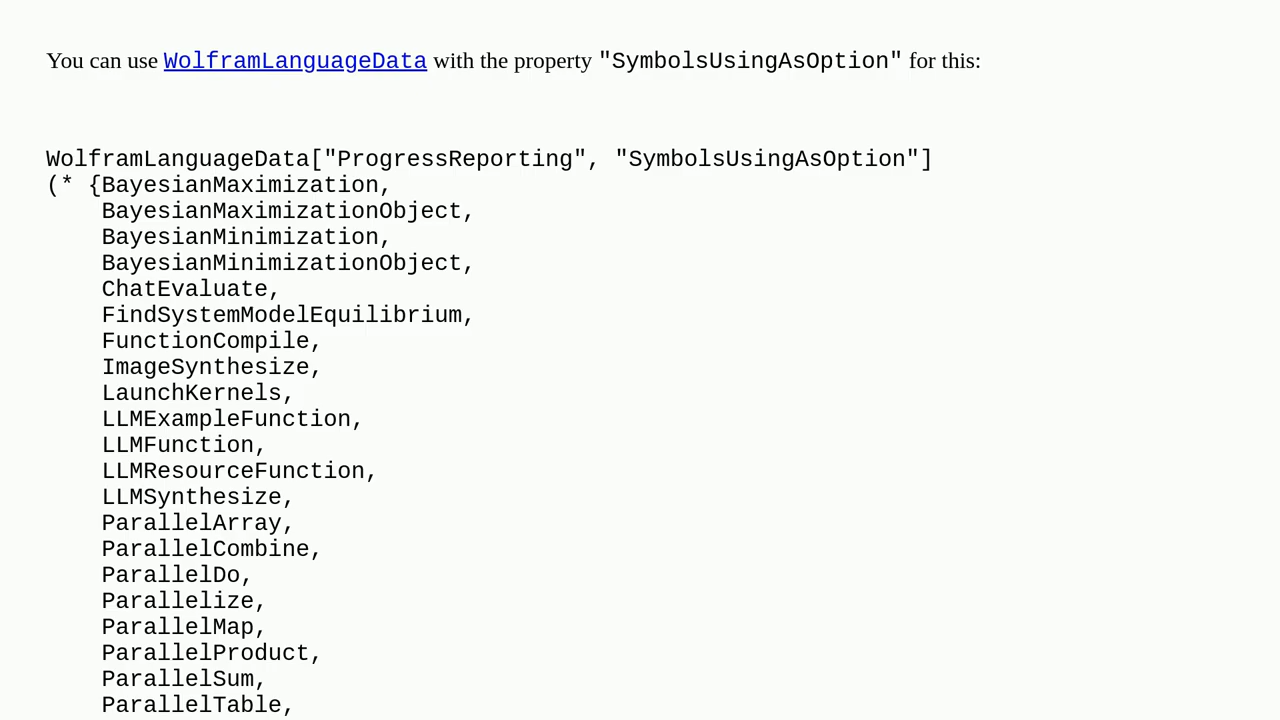 You can use WolframLanguageData with the property "SymbolsUsingAsOption" for this:
WolframLanguageData["ProgressReporting", "SymbolsUsingAsOption"]
(* {BayesianMaximization,
    BayesianMaximizationObject,
    BayesianMinimization,
    BayesianMinimizationObject,
    ChatEvaluate,
    FindSystemModelEquilibrium,
    FunctionCompile,
    ImageSynthesize,
    LaunchKernels,
    LLMExampleFunction,
    LLMFunction,
    LLMResourceFunction,
    LLMSynthesize,
    ParallelArray,
    ParallelCombine,
    ParallelDo,
    Parallelize,
    ParallelMap,
    ParallelProduct,
    ParallelSum,
    ParallelTable,